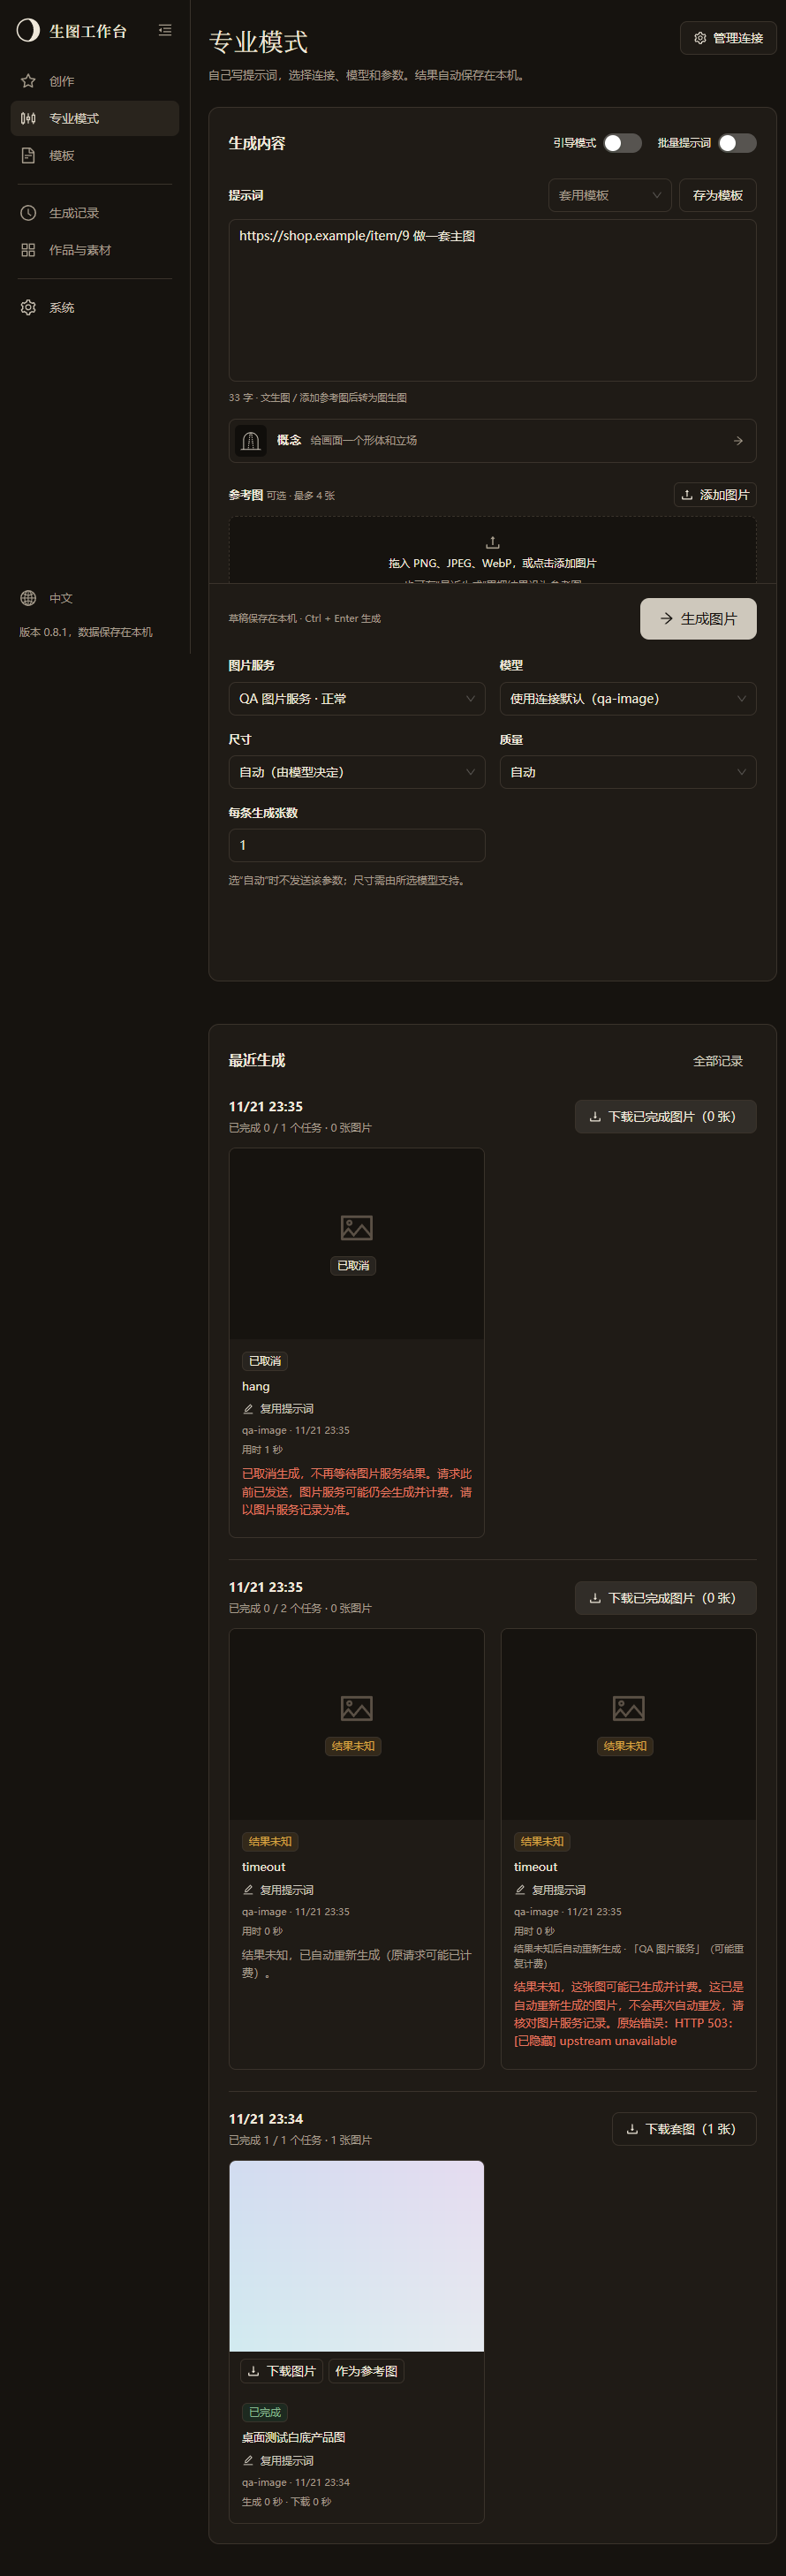 生图工作台
创作
专业模式
模板
生成记录
作品与素材
系统
中文
版本 0.8.1，数据保存在本机
专业模式
管理连接
自己写提示词，选择连接、模型和参数。结果自动保存在本机。
生成内容
引导模式
批量提示词
提示词
套用模板
存为模板
https://shop.example/item/9 做一套主图
33 字 · 文生图 / 添加参考图后转为图生图
概念 给画面一个形体和立场
参考图 可选 · 最多 4 张
添加图片
拖入 PNG、JPEG、WebP，或点击添加图片
草稿保存在本机 · Ctrl + Enter 生成
生成图片
图片服务
模型
QA 图片服务 · 正常
使用连接默认（qa-image）
尺寸
质量
自动（由模型决定）
自动
每条生成张数
1
选“自动”时不发送该参数；尺寸需由所选模型支持。
最近生成
全部记录
11/21 23:35
已完成 0 / 1 个任务 · 0 张图片
下载已完成图片（0 张）
已取消
已取消
hang
复用提示词
qa-image · 11/21 23:35
用时 1 秒
已取消生成，不再等待图片服务结果。请求此
前已发送，图片服务可能仍会生成并计费，请
以图片服务记录为准。
11/21 23:35
已完成 0 / 2 个任务 · 0 张图片
下载已完成图片（0 张）
结果未知
结果未知
timeout
复用提示词
qa-image · 11/21 23:35
用时 0 秒
结果未知，已自动重新生成（原请求可能已计
费）。
结果未知
结果未知
timeout
复用提示词
qa-image · 11/21 23:35
用时 0 秒
结果未知后自动重新生成 · 「QA 图片服务」（可能重
复计费）
结果未知，这张图可能已生成并计费。这已是
自动重新生成的图片，不会再次自动重发，请
核对图片服务记录。原始错误：HTTP 503：
[已隐藏] upstream unavailable
11/21 23:34
已完成 1 / 1 个任务 · 1 张图片
下载套图（1 张）
下载图片
作为参考图
已完成
桌面测试白底产品图
复用提示词
qa-image · 11/21 23:34
生成 0 秒 · 下载 0 秒